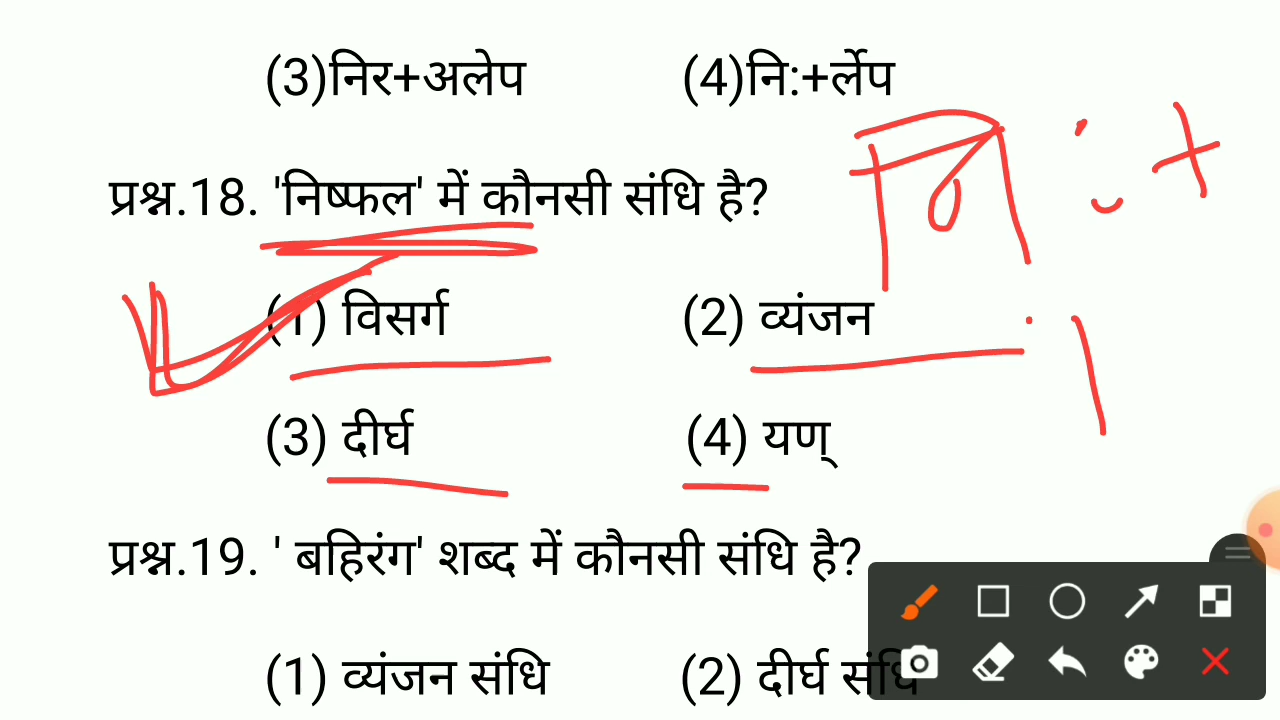 (3)निर+अलेप (4)नि:+र्लेप
प्रश्न.18. 'निष्फल' में कौनसी संधि है?
नि : +
(1) विसर्ग (2) व्यंजन
(3) दीर्घ (4) यण्
प्रश्न.19. ' बहिरंग' शब्द में कौनसी संधि है?
(1) व्यंजन संधि (2) दीर्घ संधि